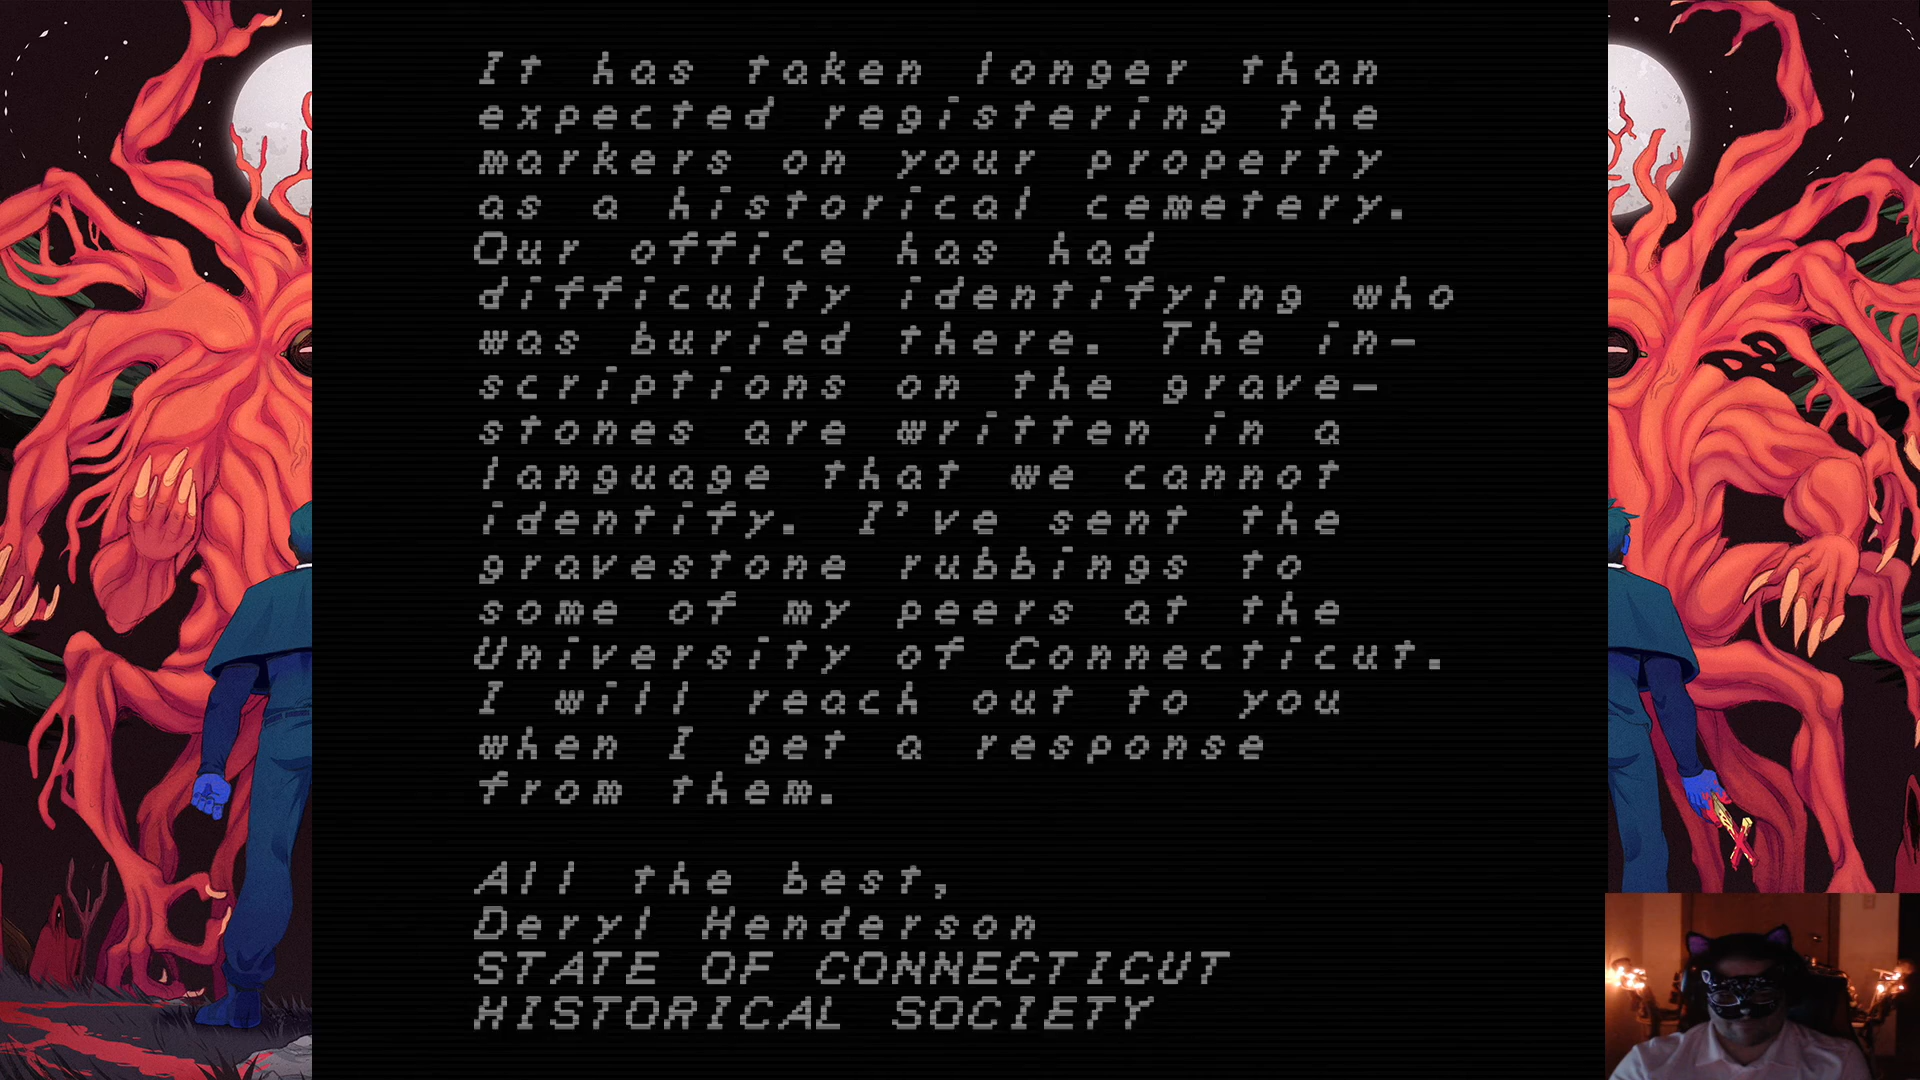 It has taken longer than
expected registering the
markers on your property
as a historical cemetery.
Our office has had
difficulty identifying who
was buried there. The in-
scriptions on the grave-
stones are written in a
language that we cannot
identify. I've sent the
gravestone rubbings to
some of my peers at the
University of Connecticut.
I will reach out to you
when I get a response
from them.
All the best,
Deryl Henderson
STATE OF CONNECTICUT
HISTORICAL SOCIETY